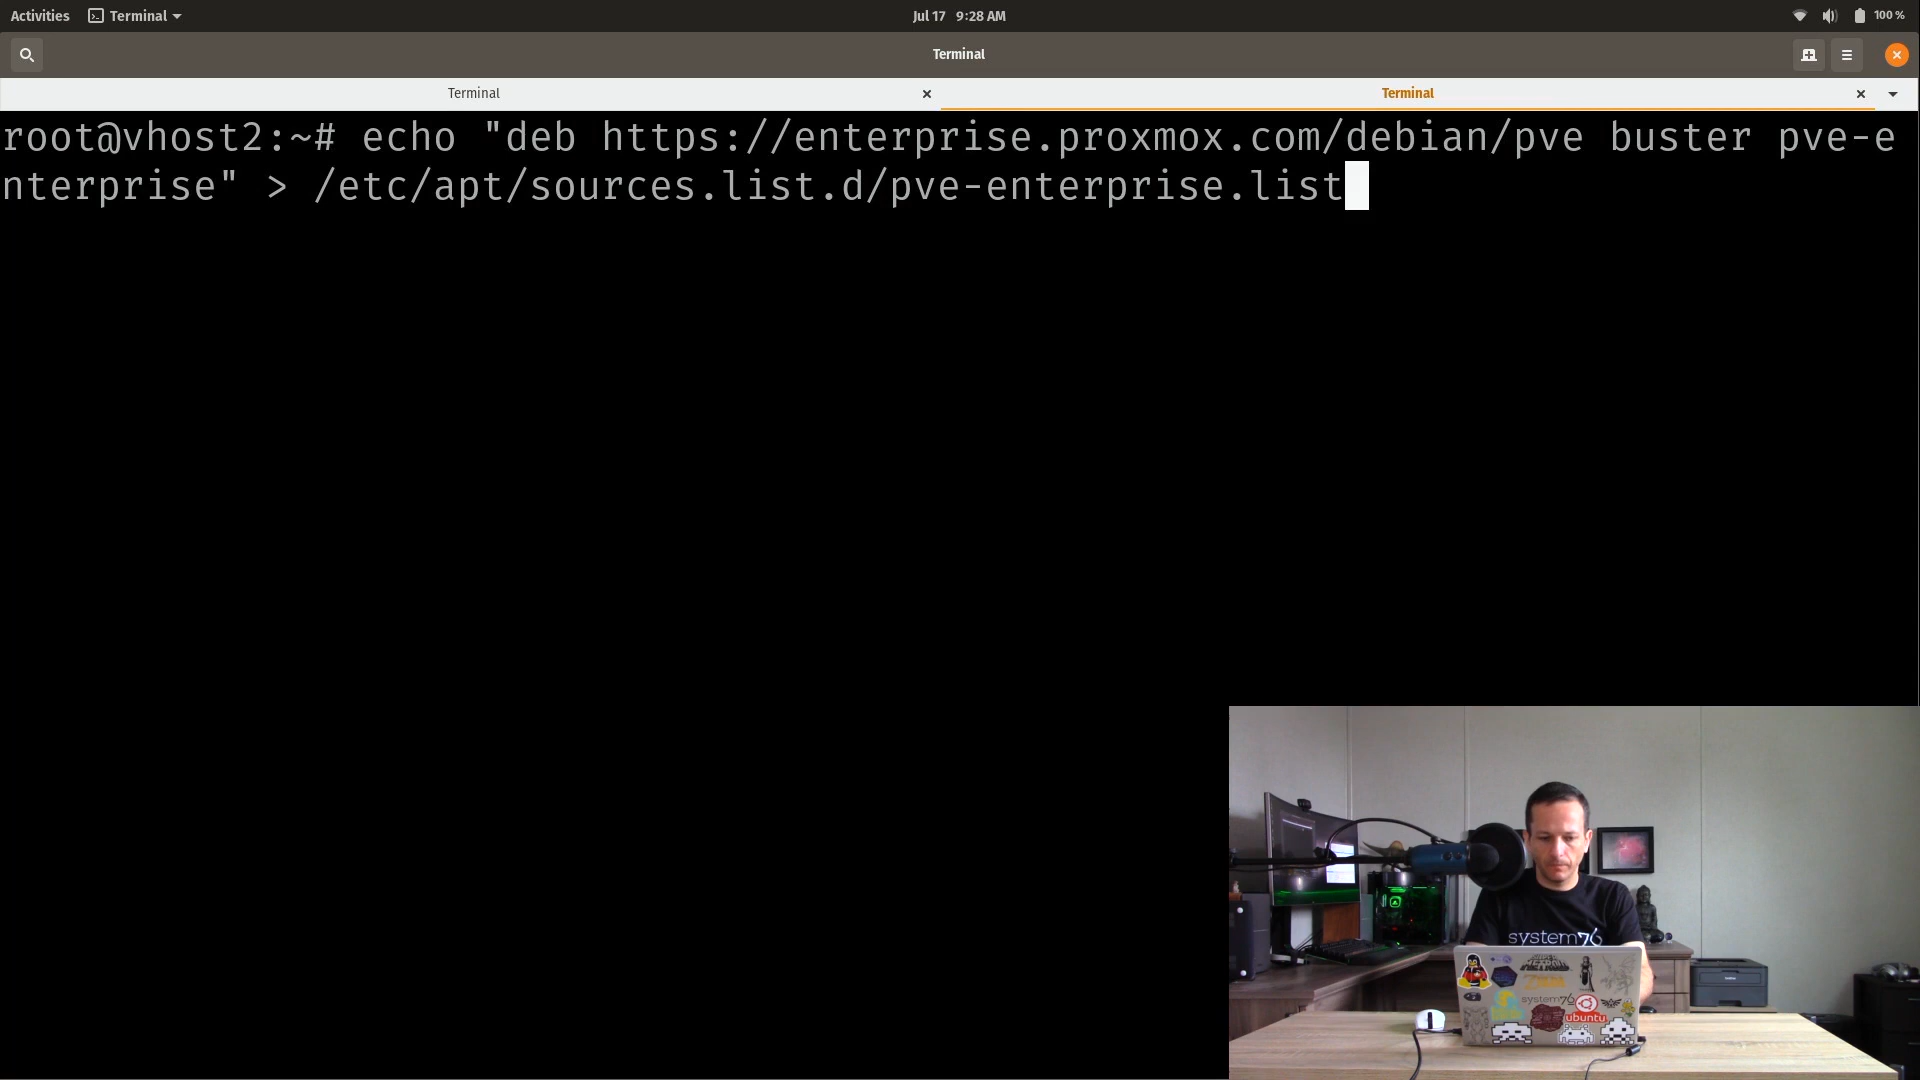 Activities Terminal Jul 17 9:28 AM 100 %
Terminal
Terminal Terminal
root@vhost2:~# echo "deb https://enterprise.proxmox.com/debian/pve buster pve-e
nterprise" > /etc/apt/sources.list.d/pve-enterprise.list
system76
system76
ubuntu